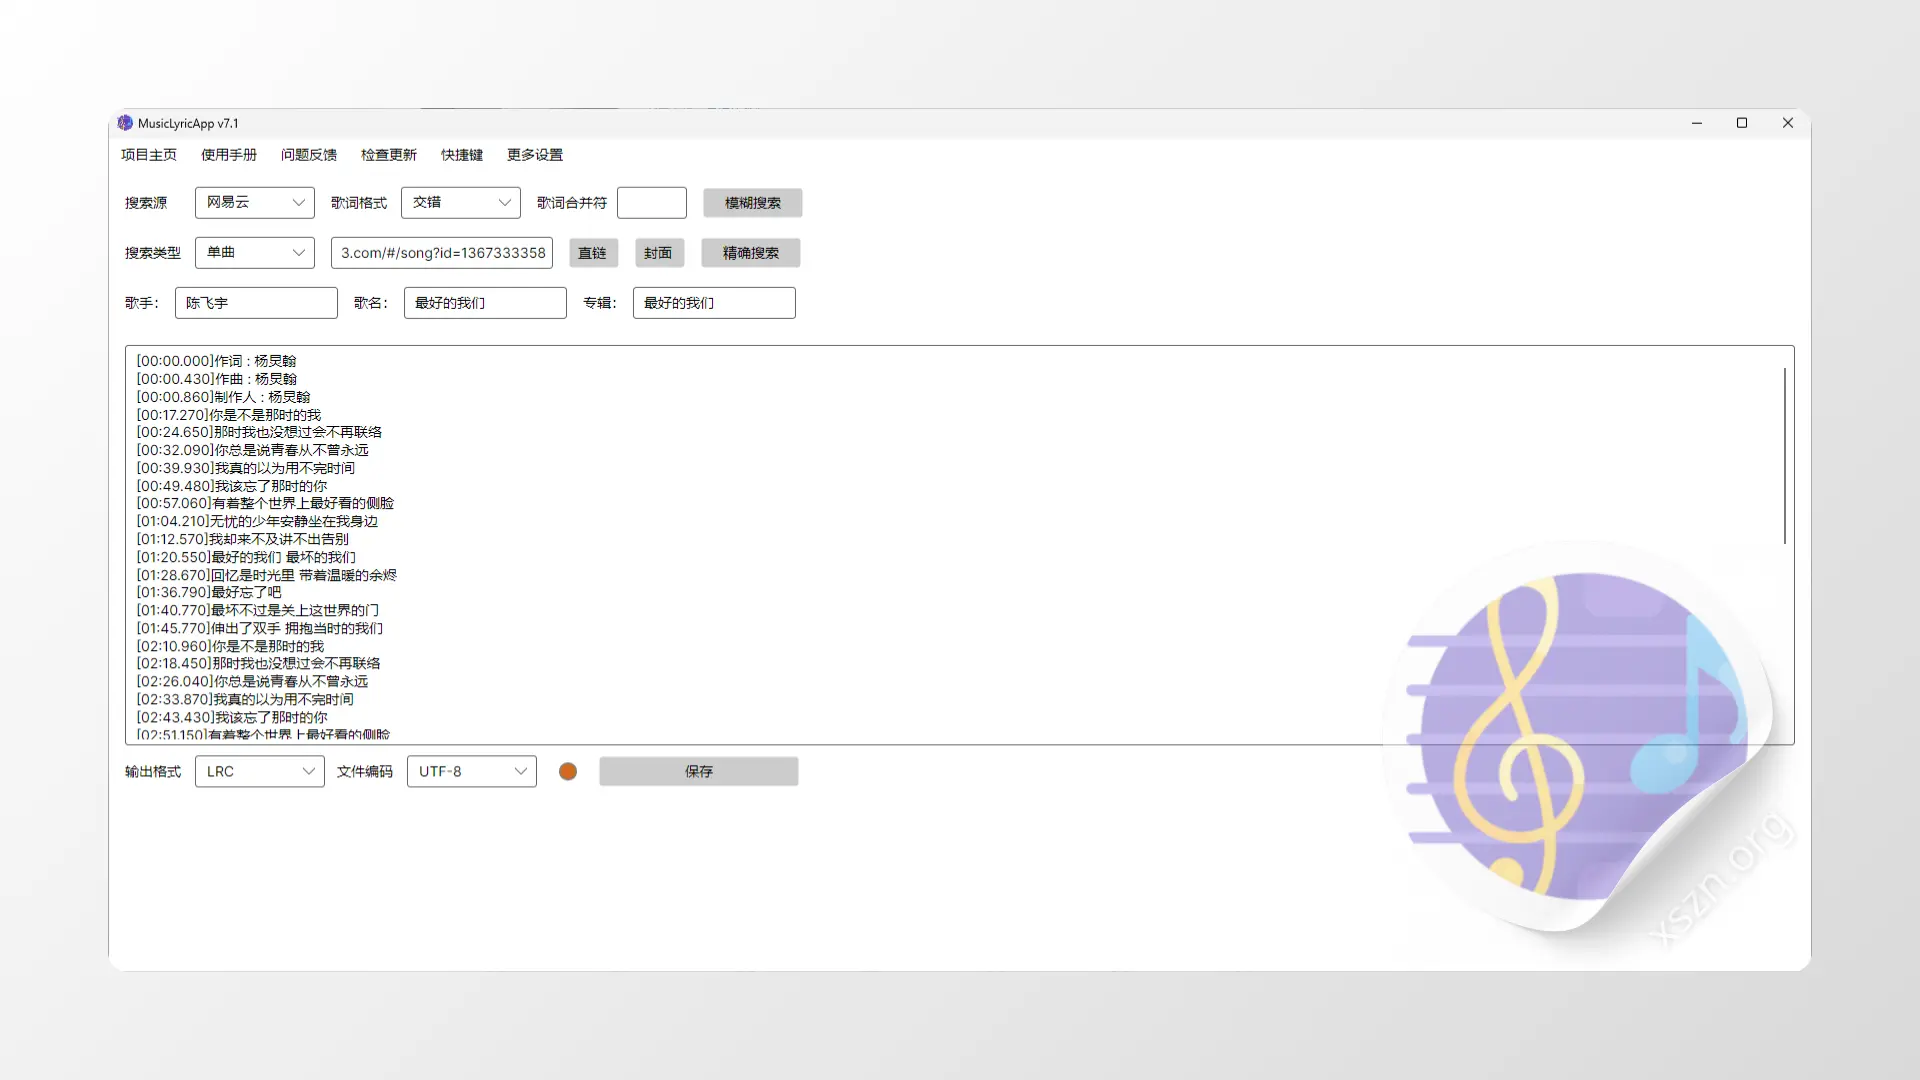 MusicLyricApp v7.1
项目主页 使用手册 问题反馈 检查更新 快捷键 更多设置
搜索源 网易云 歌词格式 交错 歌词合并符 模糊搜索
搜索类型 单曲 3.com/#/song?id=1367333358 直链 封面 精确搜索
歌手： 陈飞宇 歌名： 最好的我们 专辑： 最好的我们
[00:00.000]作词 : 杨炅翰
[00:00.430]作曲 : 杨炅翰
[00:00.860]制作人 : 杨炅翰
[00:17.270]你是不是那时的我
[00:24.650]那时我也没想过会不再联络
[00:32.090]你总是说青春从不曾永远
[00:39.930]我真的以为用不完时间
[00:49.480]我该忘了那时的你
[00:57.060]有着整个世界上最好看的侧脸
[01:04.210]无忧的少年安静坐在我身边
[01:12.570]我却来不及讲不出告别
[01:20.550]最好的我们 最坏的我们
[01:28.670]回忆是时光里 带着温暖的余烬
[01:36.790]最好忘了吧
[01:40.770]最坏不过是关上这世界的门
[01:45.770]伸出了双手 拥抱当时的我们
[02:10.960]你是不是那时的我
[02:18.450]那时我也没想过会不再联络
[02:26.040]你总是说青春从不曾永远
[02:33.870]我真的以为用不完时间
[02:43.430]我该忘了那时的你
[02:51.150]有着整个世界上最好看的侧脸
输出格式 LRC 文件编码 UTF-8 保存
xszn.org